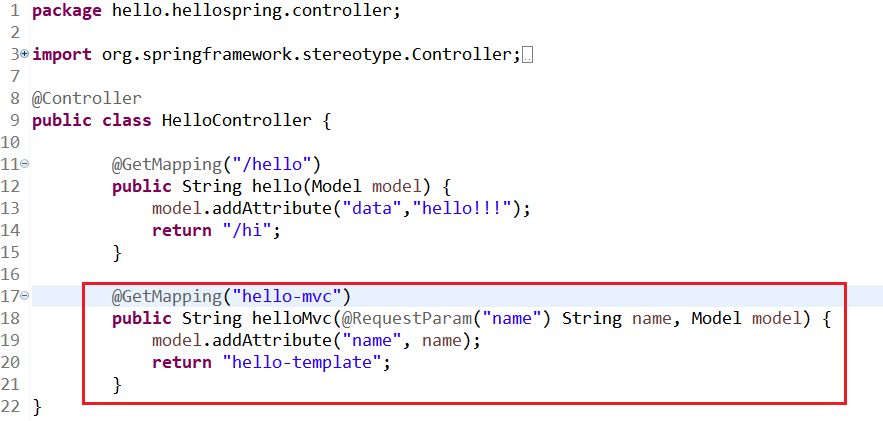 1 package hello.hellospring.controller;
2
3 import org.springframework.stereotype.Controller;
7
8 @Controller
9 public class HelloController {
10
11 @GetMapping("/hello")
12 public String hello(Model model) {
13 model.addAttribute("data","hello!!!");
14 return "/hi";
15 }
16
17 @GetMapping("hello-mvc")
18 public String helloMvc(@RequestParam("name") String name, Model model) {
19 model.addAttribute("name", name);
20 return "hello-template";
21 }
22 }